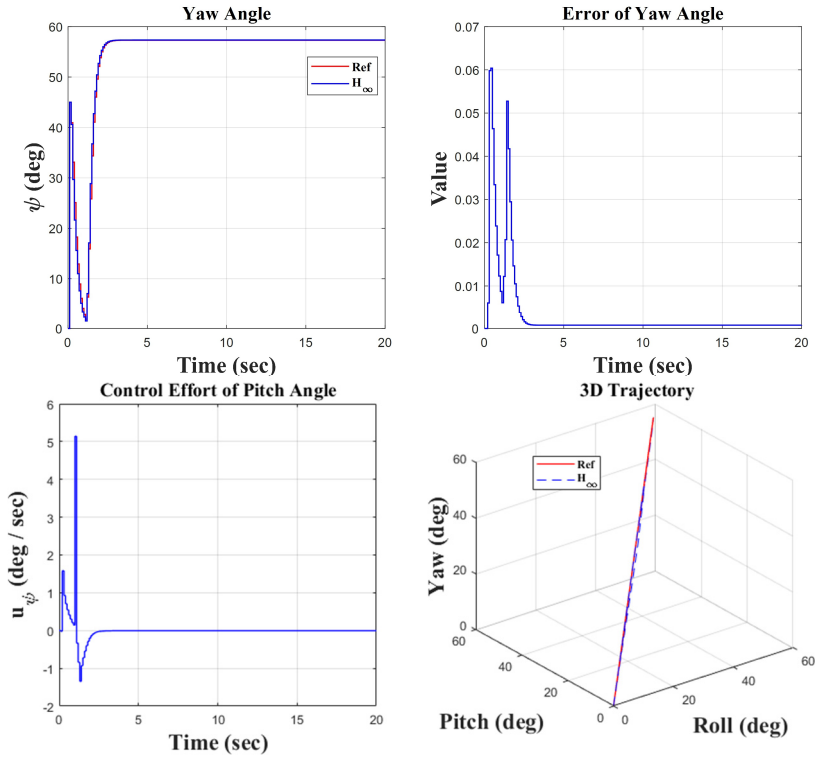 Yaw Angle
60
50
40
30
20
10
0
ψ (deg)
Ref
H∞
0 5 10 15 20
Time (sec)
Error of Yaw Angle
0.07
0.06
0.05
0.04
0.03
0.02
0.01
0
Value
0 5 10 15 20
Time (sec)
Control Effort of Pitch Angle
6
5
4
3
2
1
0
-1
-2
uψ (deg / sec)
0 5 10 15 20
Time (sec)
3D Trajectory
Ref
H∞
60
40
20
0
Yaw (deg)
60
40
20
0
Pitch (deg)
0
20
40
60
Roll (deg)